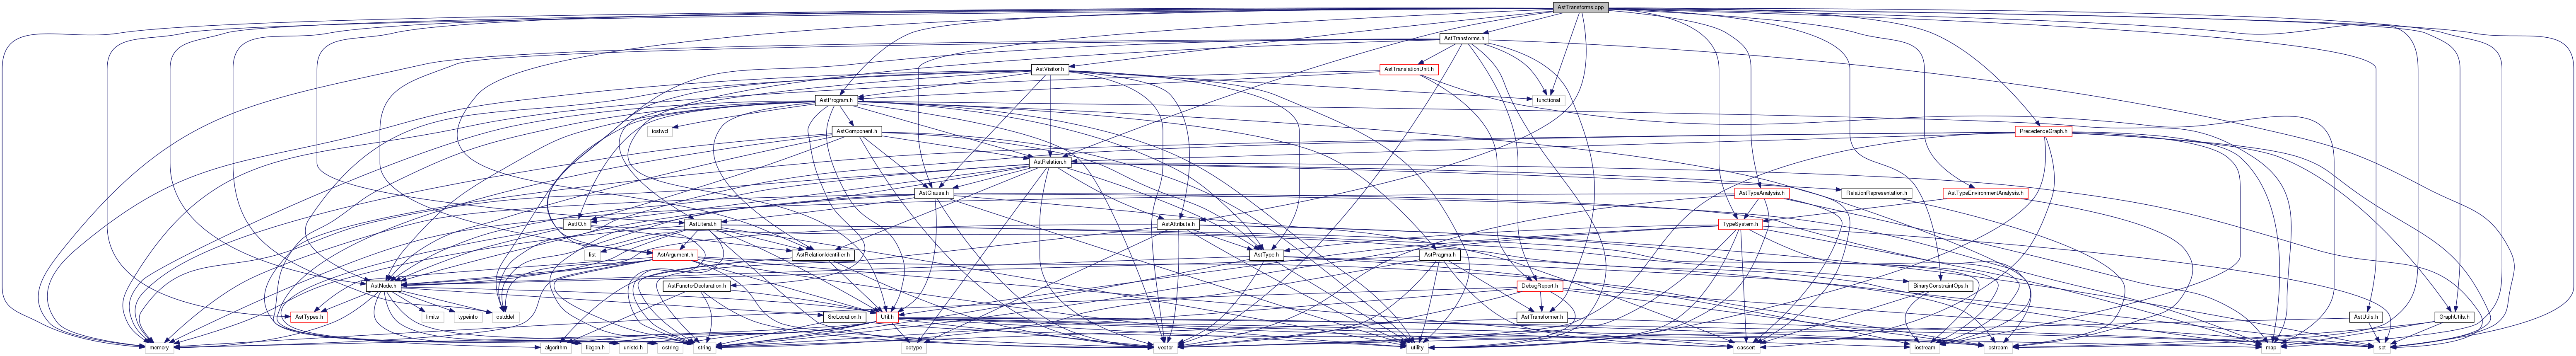 AstTransforms.cpp
AstTransforms.h
AstVisitor.h
AstTranslationUnit.h
AstProgram.h
functional
iosfwd
AstComponent.h
PrecedenceGraph.h
AstRelation.h
AstClause.h
AstTypeAnalysis.h
RelationRepresentation.h
AstTypeEnvironmentAnalysis.h
AstIO.h
AstLiteral.h
AstAttribute.h
TypeSystem.h
list
AstArgument.h
AstRelationIdentifier.h
AstType.h
AstPragma.h
AstNode.h
AstFunctorDeclaration.h
DebugReport.h
BinaryConstraintOps.h
AstTypes.h
limits
typeinfo
cstddef
SrcLocation.h
Util.h
AstTransformer.h
AstUtils.h
GraphUtils.h
memory
algorithm
libgen.h
unistd.h
cstring
string
cctype
vector
utility
cassert
iostream
ostream
map
set